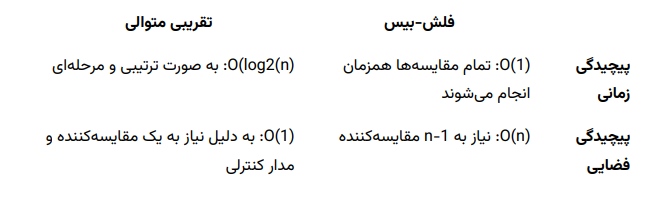 فلش-بیس
تقریبی متوالی
پیچیدگی
زمانی
O(1): تمام مقایسه‌ها همزمان
انجام می‌شوند
O(log2(n): به صورت ترتیبی و مرحله‌ای
پیچیدگی
فضایی
O(n): نیاز به n-1 مقایسه‌کننده
O(1): به دلیل نیاز به یک مقایسه‌کننده و
مدار کنترلی